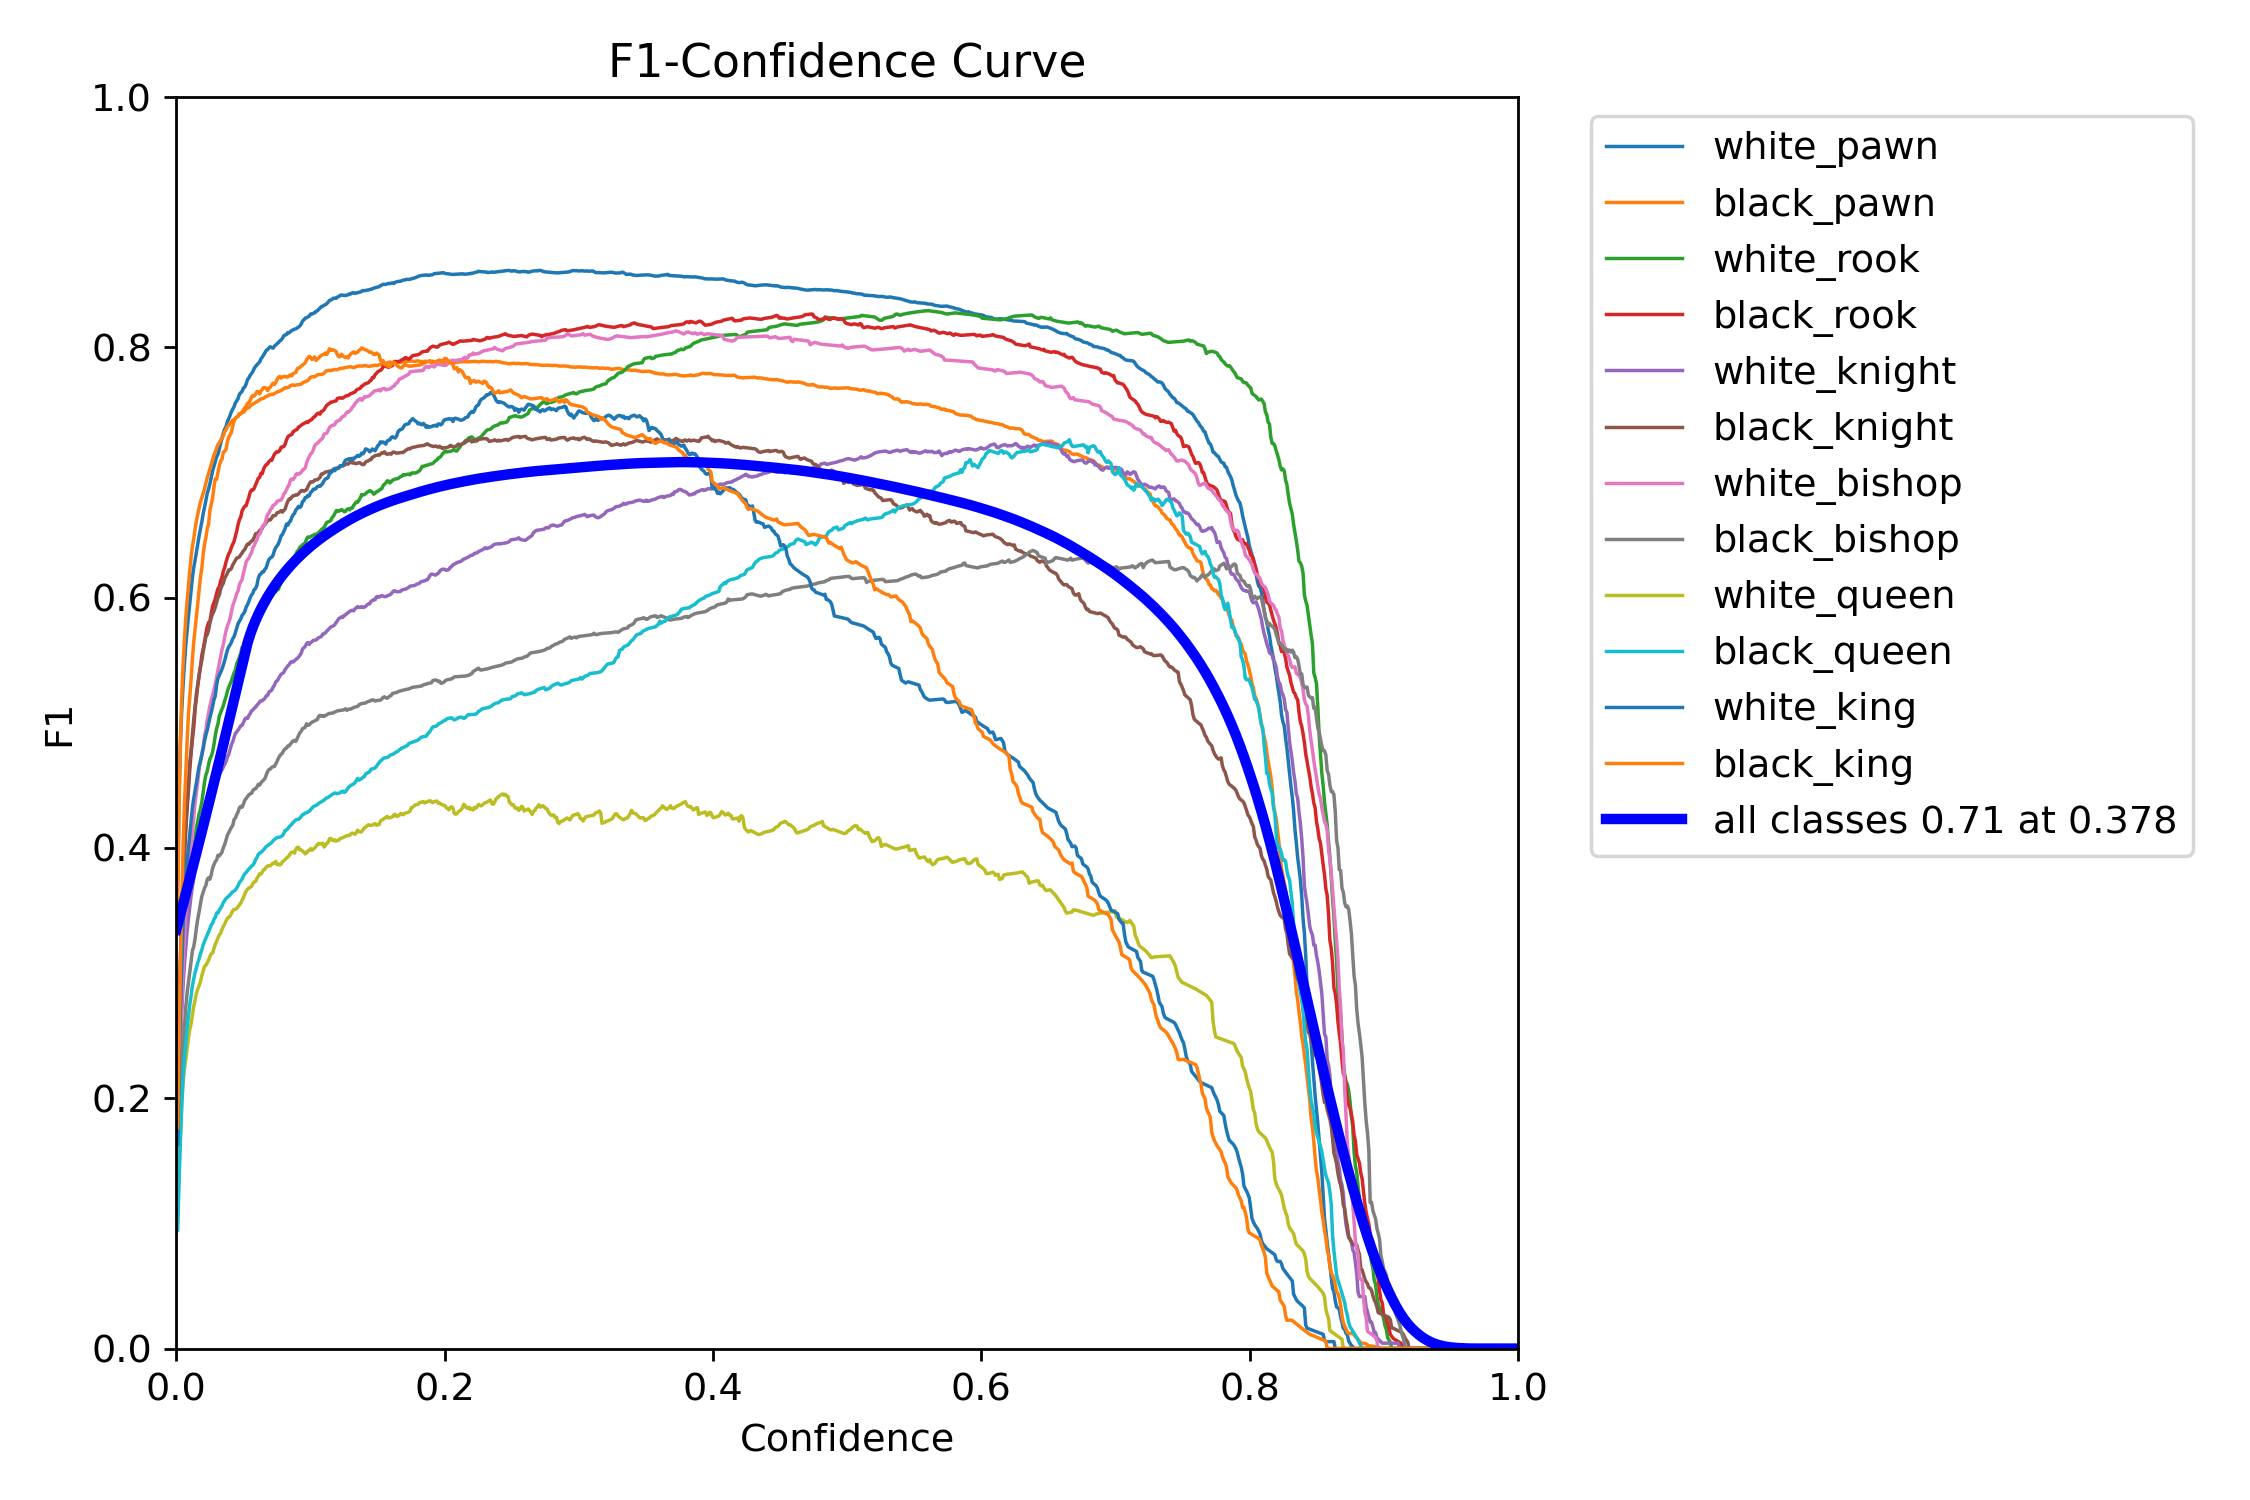 F1-Confidence Curve
1.0
0.8
0.6
0.4
0.2
0.0
F1
0.0 0.2 0.4 0.6 0.8 1.0
Confidence
white_pawn
black_pawn
white_rook
black_rook
white_knight
black_knight
white_bishop
black_bishop
white_queen
black_queen
white_king
black_king
all classes 0.71 at 0.378